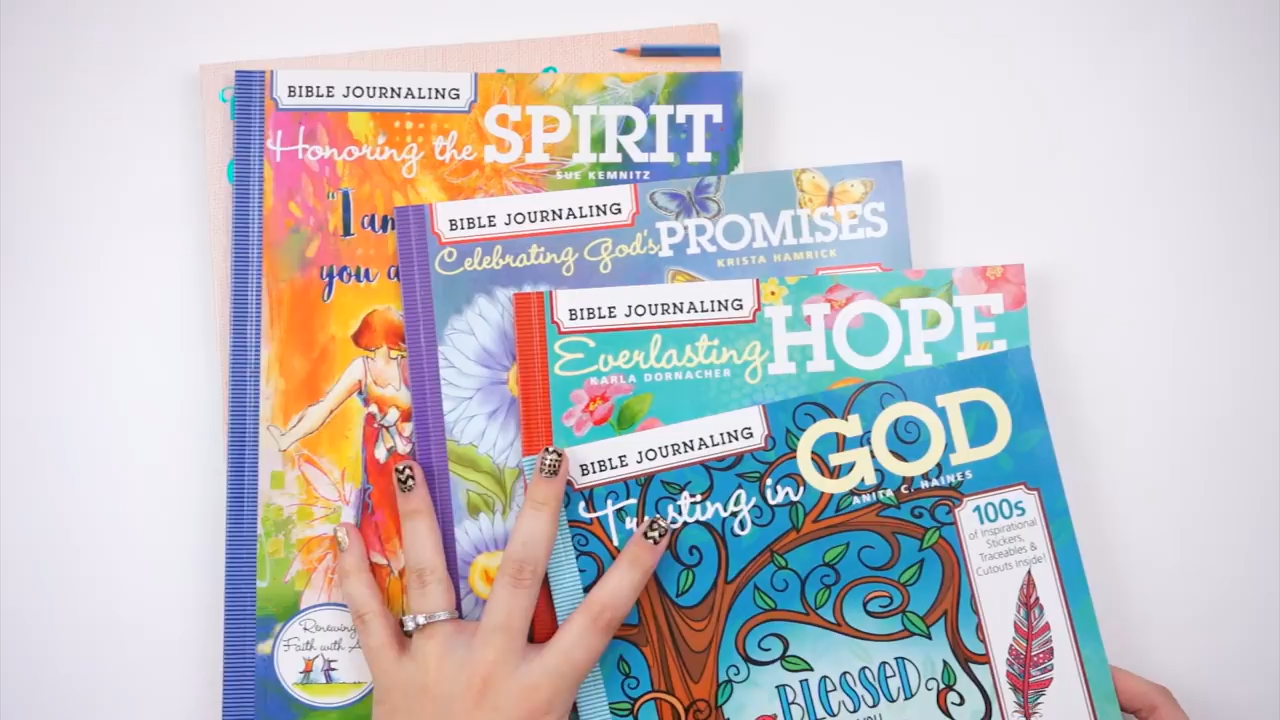 BIBLE JOURNALING
Honoring the SPIRIT
SUE KEMNITZ
"I am
you a
Renewing
Faith with A
BIBLE JOURNALING
Celebrating God's PROMISES
KRISTA HAMRICK
BIBLE JOURNALING
Everlasting HOPE
KARLA DORNACHER
BIBLE JOURNALING
Trusting in GOD
ANITA C. HAINES
100s
of Inspirational
Stickers,
Traceables &
Cutouts Inside!
BLESSED
YOU